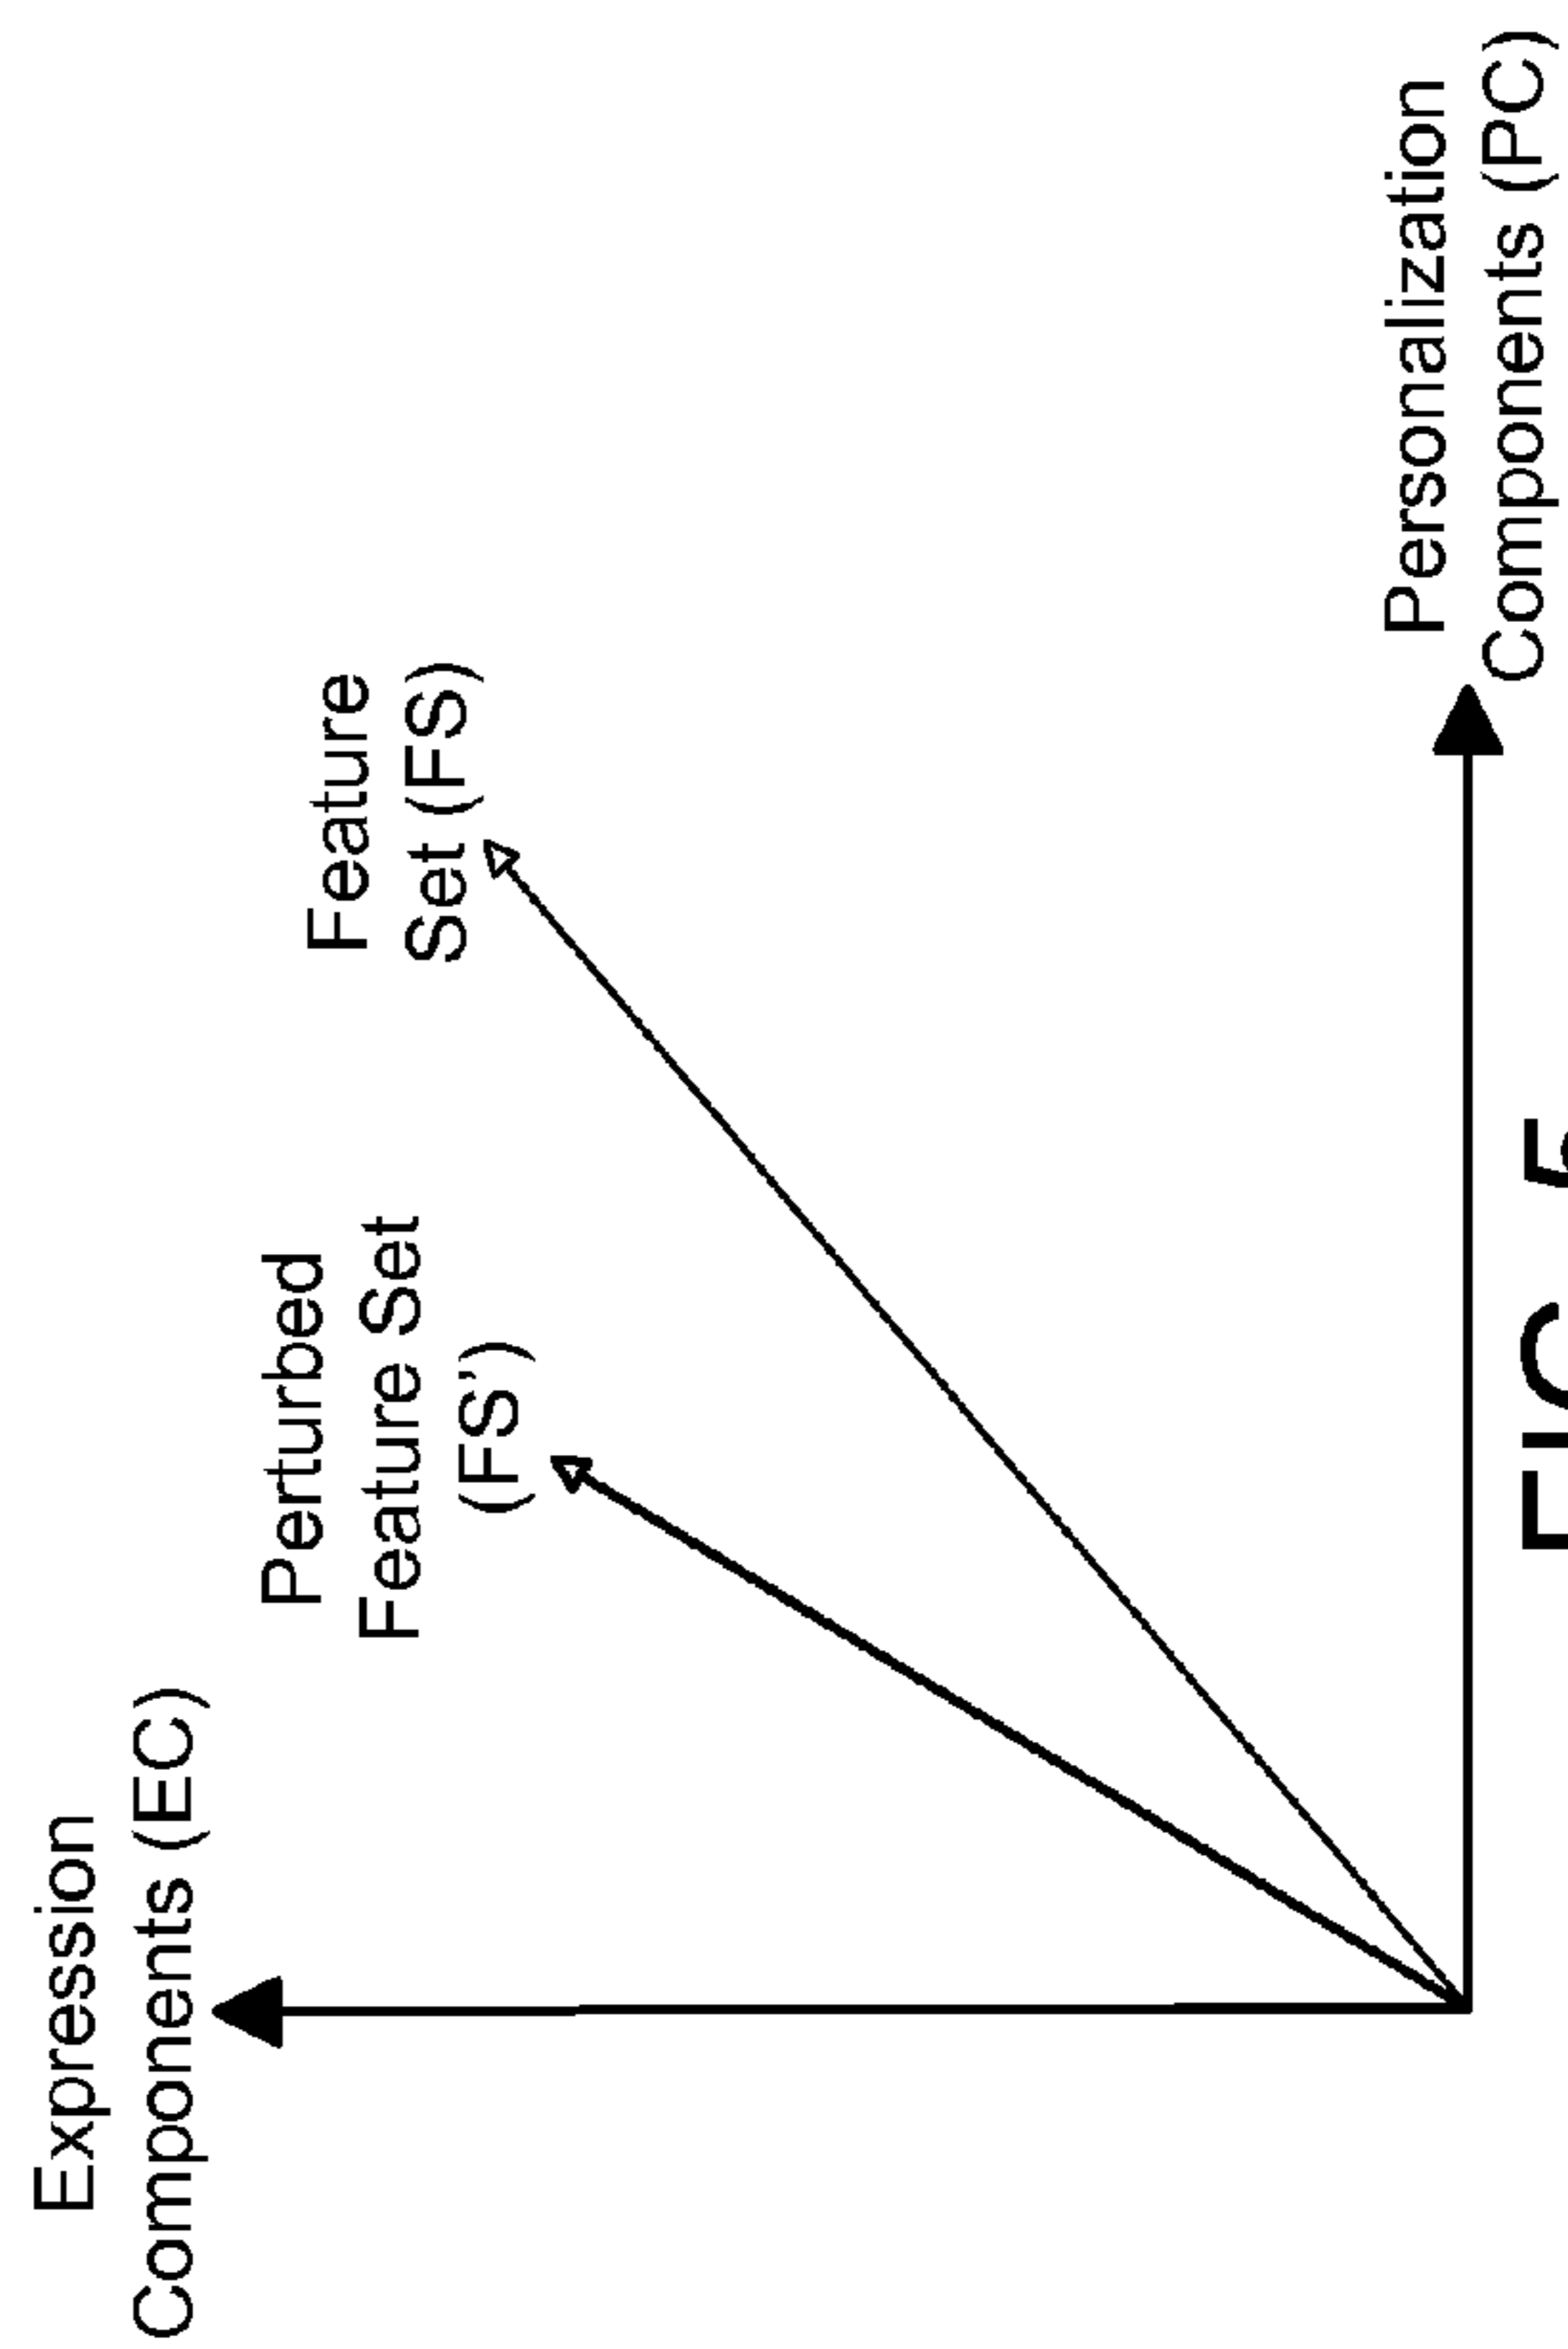 Expression
Components (EC)
Perturbed
Feature Set
(FS')
Feature
Set (FS)
Personalization
Components (PC)